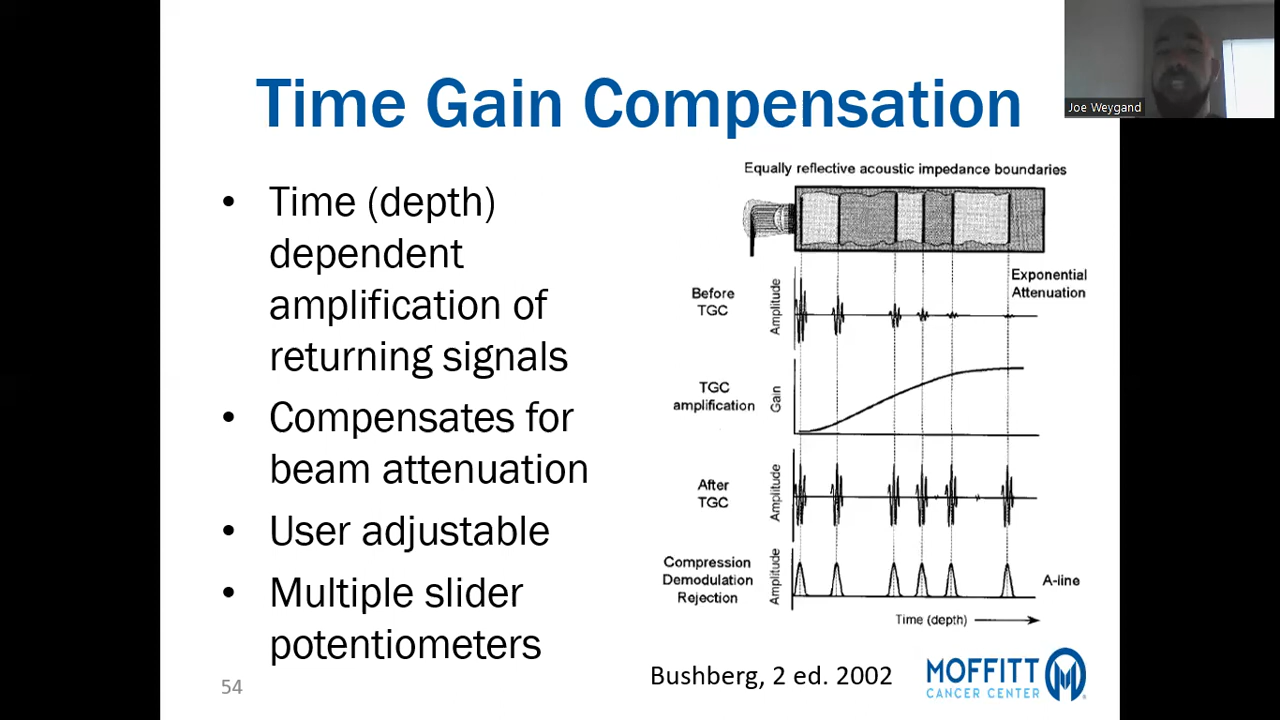 Time Gain Compensation
Joe Weygand
• Time (depth)
dependent
amplification of
returning signals
• Compensates for
beam attenuation
• User adjustable
• Multiple slider
potentiometers
Equally reflective acoustic impedance boundaries
Exponential
Attenuation
Before
TGC
Amplitude
TGC
amplification
Gain
After
TGC
Amplitude
Compression
Demodulation
Rejection
Amplitude
A-line
Time (depth)
Bushberg, 2 ed. 2002
MOFFITT
CANCER CENTER
54